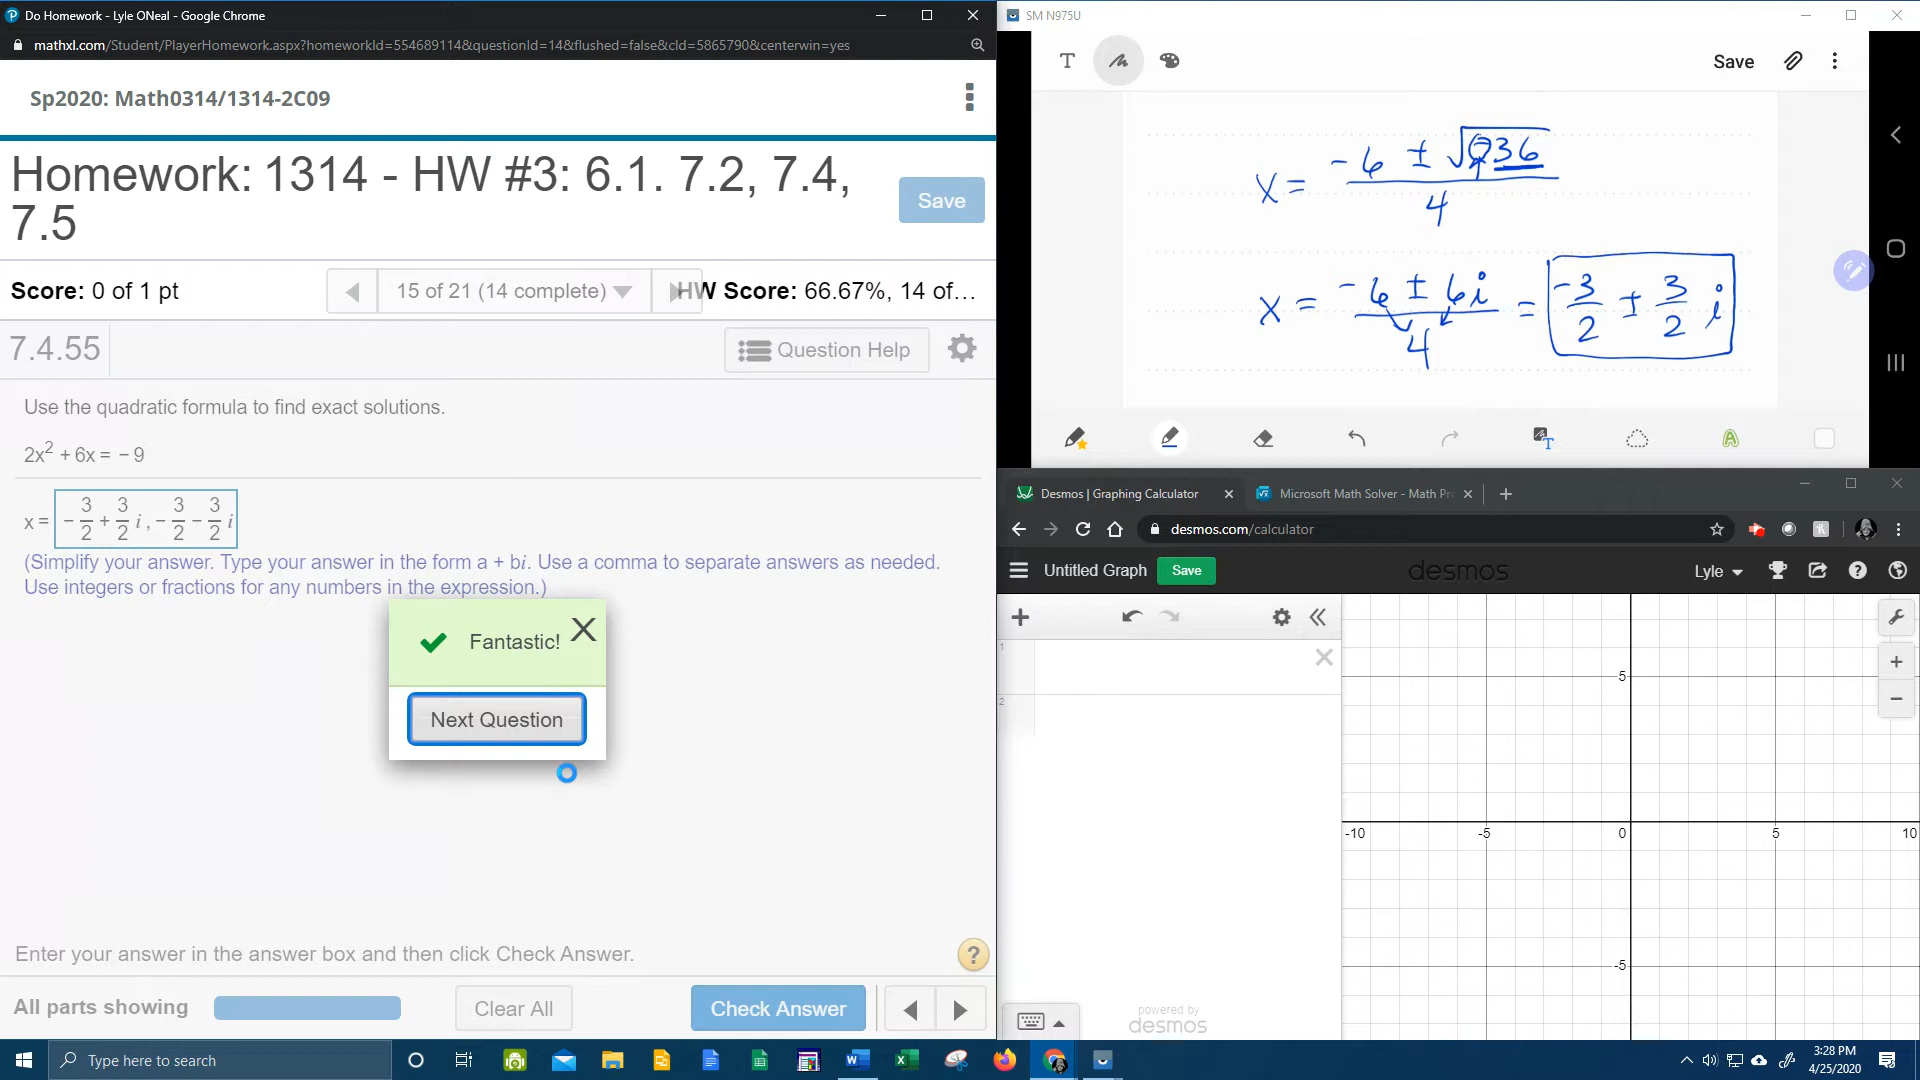 Do Homework - Lyle ONeal - Google Chrome
mathxl.com/Student/PlayerHomework.aspx?homeworkId=554689114&questionId=14&flushed=false&cId=5865790&centerwin=yes
Sp2020: Math0314/1314-2C09
Homework: 1314 - HW #3: 6.1. 7.2, 7.4,
7.5
Save
Score: 0 of 1 pt
15 of 21 (14 complete)
HW Score: 66.67%, 14 of…
7.4.55
Question Help
Use the quadratic formula to find exact solutions.
2x² + 6x = − 9
x = − 3/2 + 3/2 i , − 3/2 − 3/2 i
(Simplify your answer. Type your answer in the form a + bi. Use a comma to separate answers as needed.
Use integers or fractions for any numbers in the expression.)
Fantastic!
Next Question
Enter your answer in the answer box and then click Check Answer.
?
All parts showing
Clear All
Check Answer
SM N975U
T
Save
x = -6 ± √-36 / 4
x = -6 ± 6i / 4 = -3/2 ± 3/2 i
Desmos | Graphing Calculator
Microsoft Math Solver - Math Pr
desmos.com/calculator
Untitled Graph
Save
desmos
Lyle
1
2
5
-10
-5
0
5
10
-5
powered by
desmos
Type here to search
3:28 PM
4/25/2020